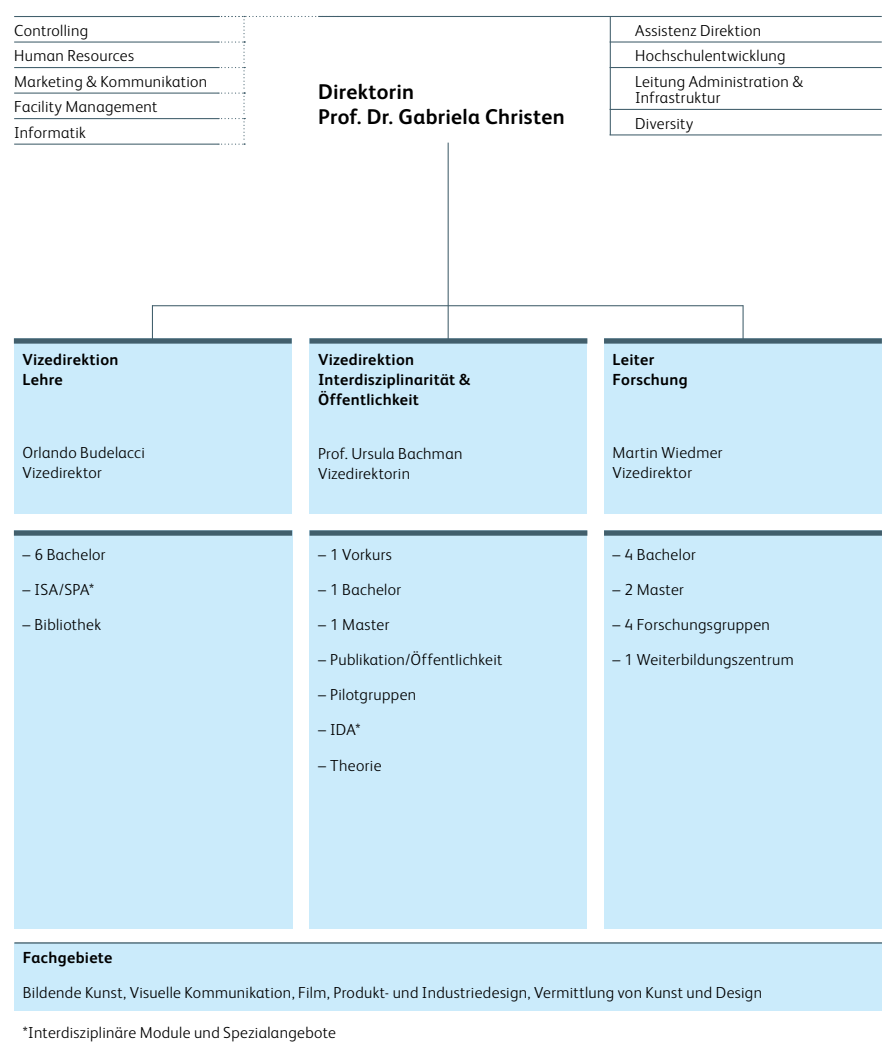 Controlling
Human Resources
Marketing & Kommunikation
Facility Management
Informatik
Direktorin
Prof. Dr. Gabriela Christen
Assistenz Direktion
Hochschulentwicklung
Leitung Administration &
Infrastruktur
Diversity
Vizedirektion
Lehre
Orlando Budelacci
Vizedirektor
Vizedirektion
Interdisziplinarität &
Öffentlichkeit
Prof. Ursula Bachman
Vizedirektorin
Leiter
Forschung
Martin Wiedmer
Vizedirektor
– 6 Bachelor
– ISA/SPA*
– Bibliothek
– 1 Vorkurs
– 1 Bachelor
– 1 Master
– Publikation/Öffentlichkeit
– Pilotgruppen
– IDA*
– Theorie
– 4 Bachelor
– 2 Master
– 4 Forschungsgruppen
– 1 Weiterbildungszentrum
Fachgebiete
Bildende Kunst, Visuelle Kommunikation, Film, Produkt- und Industriedesign, Vermittlung von Kunst und Design
*Interdisziplinäre Module und Spezialangebote